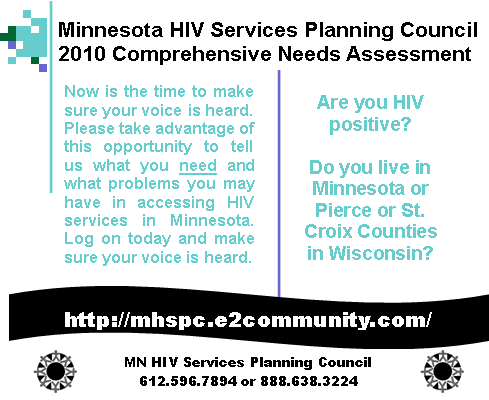 Minnesota HIV Services Planning Council
2010 Comprehensive Needs Assessment
Now is the time to make
sure your voice is heard.
Please take advantage of
this opportunity to tell
us what you need and
what problems you may
have in accessing HIV
services in Minnesota.
Log on today and make
sure your voice is heard.
Are you HIV
positive?
Do you live in
Minnesota or
Pierce or St.
Croix Counties
in Wisconsin?
http://mhspc.e2community.com/
MN HIV Services Planning Council
612.596.7894 or 888.638.3224